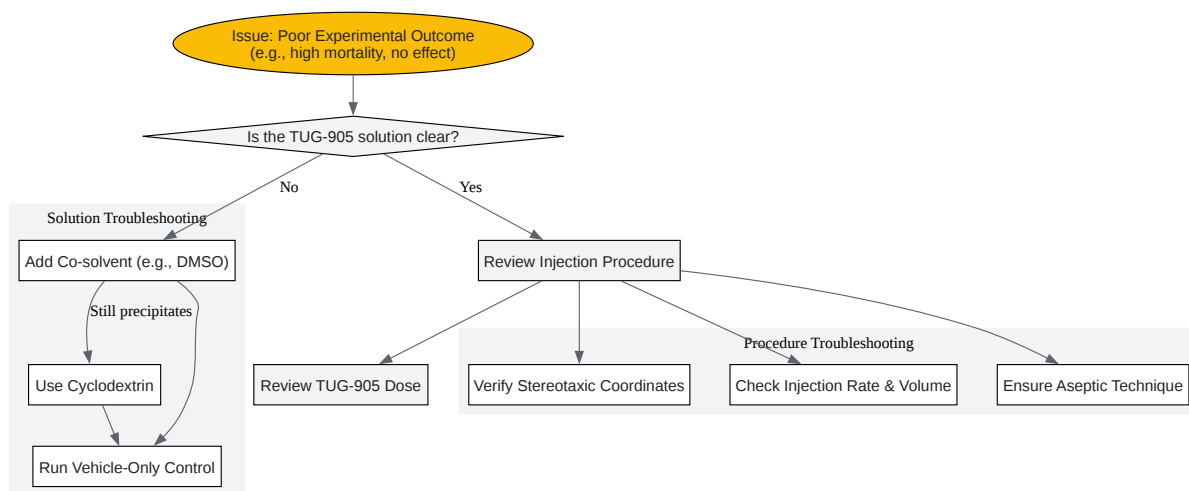 Issue: Poor Experimental Outcome
(e.g., high mortality, no effect)
Is the TUG-905 solution clear?
No
Yes
Solution Troubleshooting
Add Co-solvent (e.g., DMSO)
Review Injection Procedure
Still precipitates
Procedure Troubleshooting
Use Cyclodextrin
Review TUG-905 Dose
Verify Stereotaxic Coordinates
Check Injection Rate & Volume
Ensure Aseptic Technique
Run Vehicle-Only Control